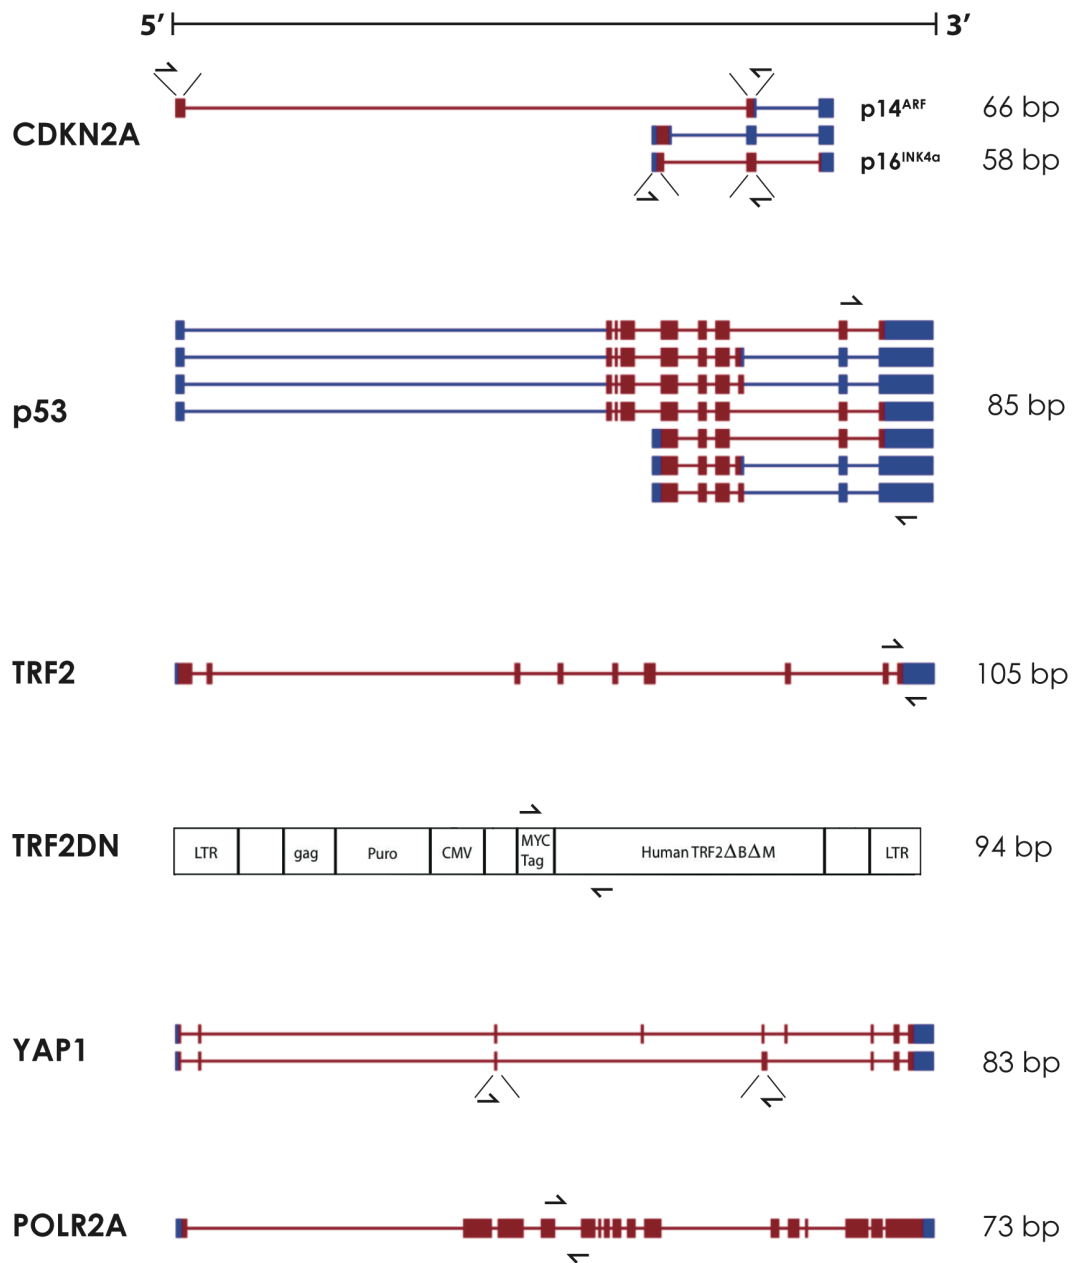 5’ 3’
p14ARF 66 bp
CDKN2A
p16INK4a 58 bp
p53 85 bp
TRF2 105 bp
TRF2DN LTR gag Puro CMV MYC Tag Human TRF2ΔBΔM LTR 94 bp
YAP1 83 bp
POLR2A 73 bp